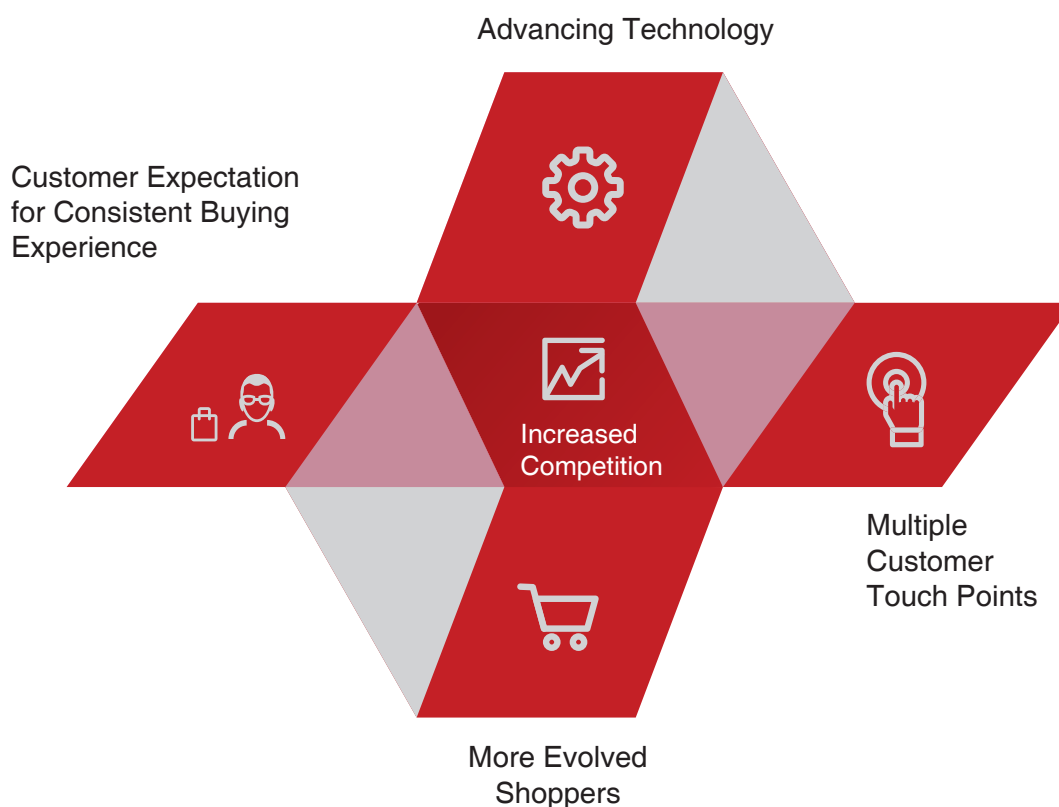 Advancing Technology
Customer Expectation
for Consistent Buying
Experience
Increased
Competition
Multiple
Customer
Touch Points
More Evolved
Shoppers